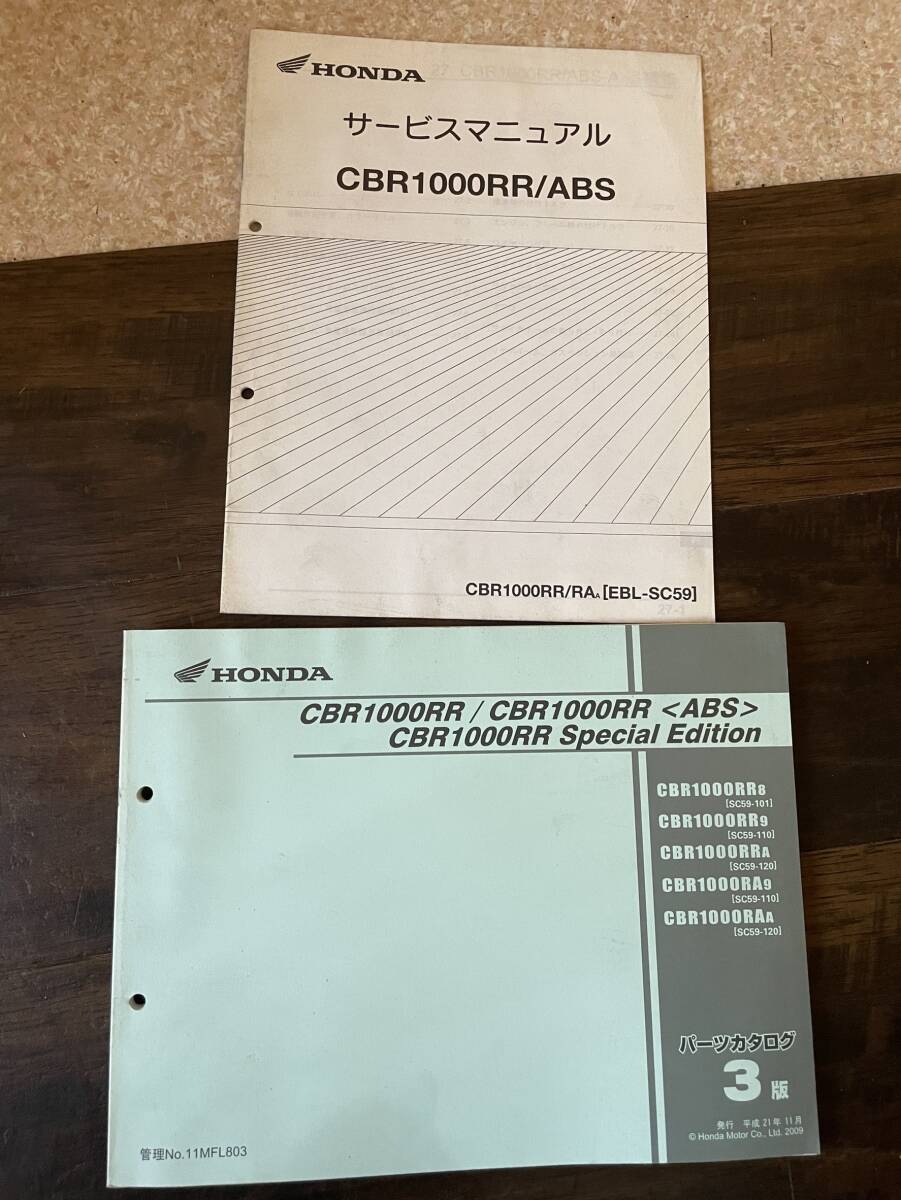 HONDA
27. CBR1000RR/ABS-A
サービスマニュアル
CBR1000RR/ABS
CBR1000RR/RAA [EBL-SC59]
27-1
HONDA
CBR1000RR / CBR1000RR <ABS>
CBR1000RR Special Edition
CBR1000RR8
[SC59-101]
CBR1000RR9
[SC59-110]
CBR1000RRA
[SC59-120]
CBR1000RA9
[SC59-110]
CBR1000RAA
[SC59-120]
パーツカタログ
3 版
発行 平成 21年 11月
© Honda Motor Co., Ltd. 2009
管理No.11MFL803